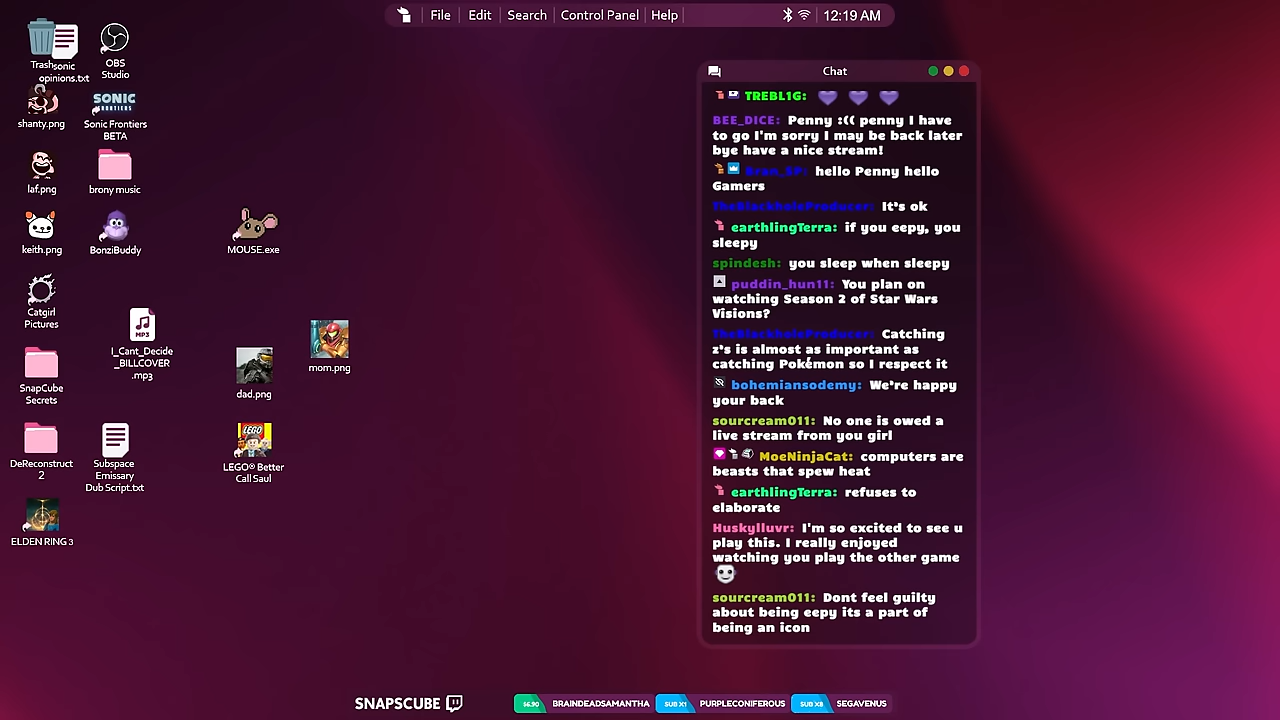 File Edit Search Control Panel Help 12:19 AM
Trash
sonic opinions.txt
OBS
Studio
shanty.png
SONIC
FRONTIERS
Sonic Frontiers
BETA
laf.png
brony music
keith.png
BonziBuddy
MOUSE.exe
Catgirl
Pictures
MP3
I_Cant_Decide
_BILLCOVER
.mp3
mom.png
SnapCube
Secrets
dad.png
DeReconstruct
2
Subspace
Emissary
Dub Script.txt
LEGO
LEGO® Better
Call Saul
ELDEN RING 3
Chat
TREBL1G:
BEE_DICE: Penny :(( penny I have
to go I'm sorry I may be back later
bye have a nice stream!
Bran_SP: hello Penny hello
Gamers
TheBlackholeProducer: It's ok
earthlingTerra: if you eepy, you
sleepy
spindesh: you sleep when sleepy
puddin_hun11: You plan on
watching Season 2 of Star Wars
Visions?
TheBlackholeProducer: Catching
z's is almost as important as
catching Pokémon so I respect it
bohemiansodemy: We're happy
your back
sourcream011: No one is owed a
live stream from you girl
MoeNinjaCat: computers are
beasts that spew heat
earthlingTerra: refuses to
elaborate
Huskylluvr: I'm so excited to see u
play this. I really enjoyed
watching you play the other game
sourcream011: Dont feel guilty
about being eepy its a part of
being an icon
SNAPSCUBE
$6.90 BRAINDEADSAMANTHA SUB X1 PURPLECONIFEROUS SUB X8 SEGAVENUS